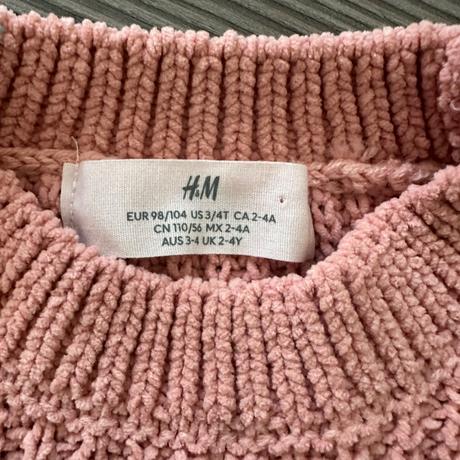 H&M
EUR 98/104 US 3/4T CA 2-4A
CN 110/56 MX 2-4A
AUS 3-4 UK 2-4Y